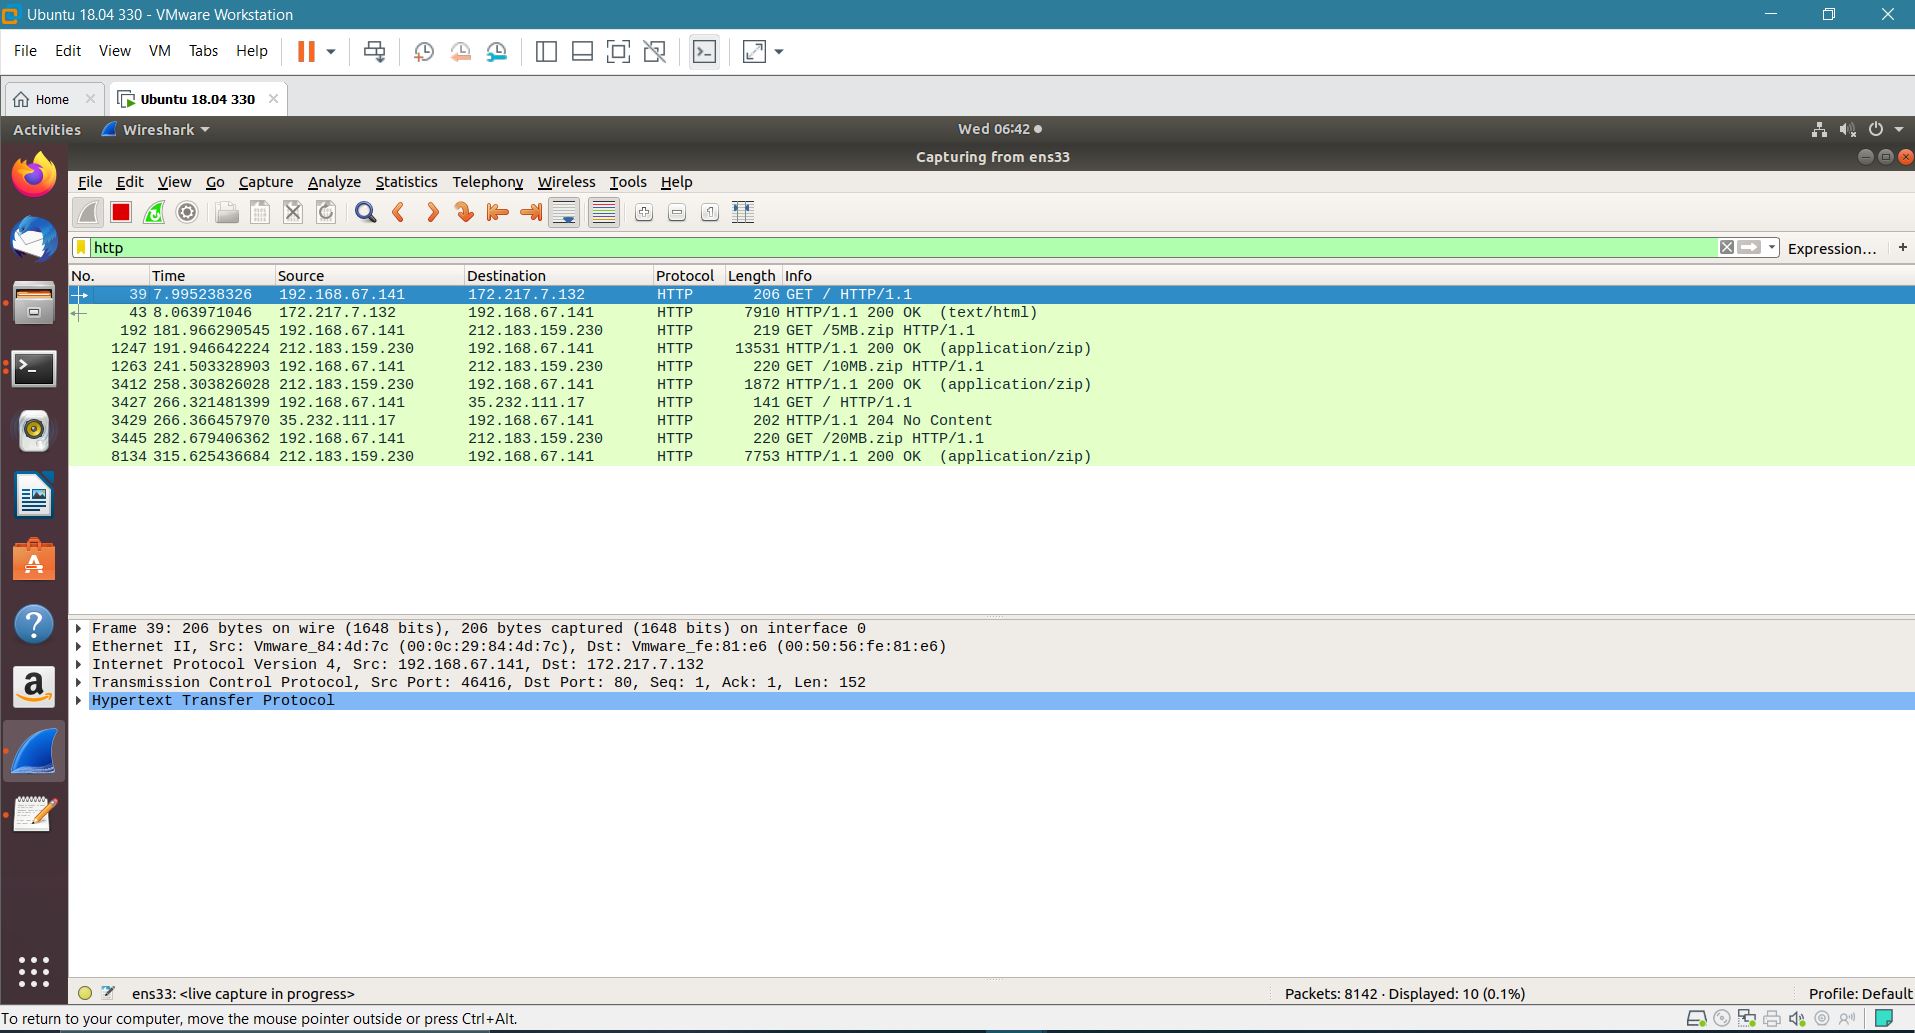 Ubuntu 18.04 330 - VMware Workstation
File Edit View VM Tabs Help
Home Ubuntu 18.04 330
Activities Wireshark Wed 06:42
Capturing from ens33
File Edit View Go Capture Analyze Statistics Telephony Wireless Tools Help
http Expression... +
No. Time Source Destination Protocol Length Info
39 7.995238326 192.168.67.141 172.217.7.132 HTTP 206 GET / HTTP/1.1
43 8.063971046 172.217.7.132 192.168.67.141 HTTP 7910 HTTP/1.1 200 OK (text/html)
192 181.966290545 192.168.67.141 212.183.159.230 HTTP 219 GET /5MB.zip HTTP/1.1
1247 191.946642224 212.183.159.230 192.168.67.141 HTTP 13531 HTTP/1.1 200 OK (application/zip)
1263 241.503328903 192.168.67.141 212.183.159.230 HTTP 220 GET /10MB.zip HTTP/1.1
3412 258.303826028 212.183.159.230 192.168.67.141 HTTP 1872 HTTP/1.1 200 OK (application/zip)
3427 266.321481399 192.168.67.141 35.232.111.17 HTTP 141 GET / HTTP/1.1
3429 266.366457970 35.232.111.17 192.168.67.141 HTTP 202 HTTP/1.1 204 No Content
3445 282.679406362 192.168.67.141 212.183.159.230 HTTP 220 GET /20MB.zip HTTP/1.1
8134 315.625436684 212.183.159.230 192.168.67.141 HTTP 7753 HTTP/1.1 200 OK (application/zip)
Frame 39: 206 bytes on wire (1648 bits), 206 bytes captured (1648 bits) on interface 0
Ethernet II, Src: Vmware_84:4d:7c (00:0c:29:84:4d:7c), Dst: Vmware_fe:81:e6 (00:50:56:fe:81:e6)
Internet Protocol Version 4, Src: 192.168.67.141, Dst: 172.217.7.132
Transmission Control Protocol, Src Port: 46416, Dst Port: 80, Seq: 1, Ack: 1, Len: 152
Hypertext Transfer Protocol
ens33: <live capture in progress> Packets: 8142 · Displayed: 10 (0.1%) Profile: Default
To return to your computer, move the mouse pointer outside or press Ctrl+Alt.